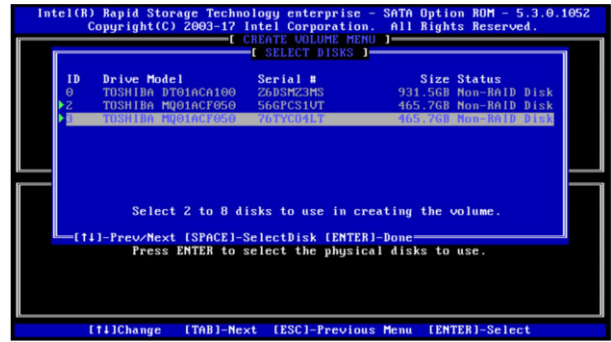 Intel(R) Rapid Storage Technology enterprise - SATA Option ROM - 5.3.0.1052
Copyright(C) 2003-17 Intel Corporation. All Rights Reserved.
[ CREATE VOLUME MENU ]
[ SELECT DISKS ]
ID Drive Model Serial # Size Status
0 TOSHIBA DT01ACA100 Z6DSMZ3MS 931.5GB Non-RAID Disk
2 TOSHIBA MQ01ACF050 56GPCS1VT 465.7GB Non-RAID Disk
TOSHIBA MQ01ACF050 76TYCO4LT 465.7GB Non-RAID Disk
Select 2 to 8 disks to use in creating the volume.
[↑↓]-Prev/Next [SPACE]-SelectDisk [ENTER]-Done
Press ENTER to select the physical disks to use.
[↑↓]Change [TAB]-Next [ESC]-Previous Menu [ENTER]-Select